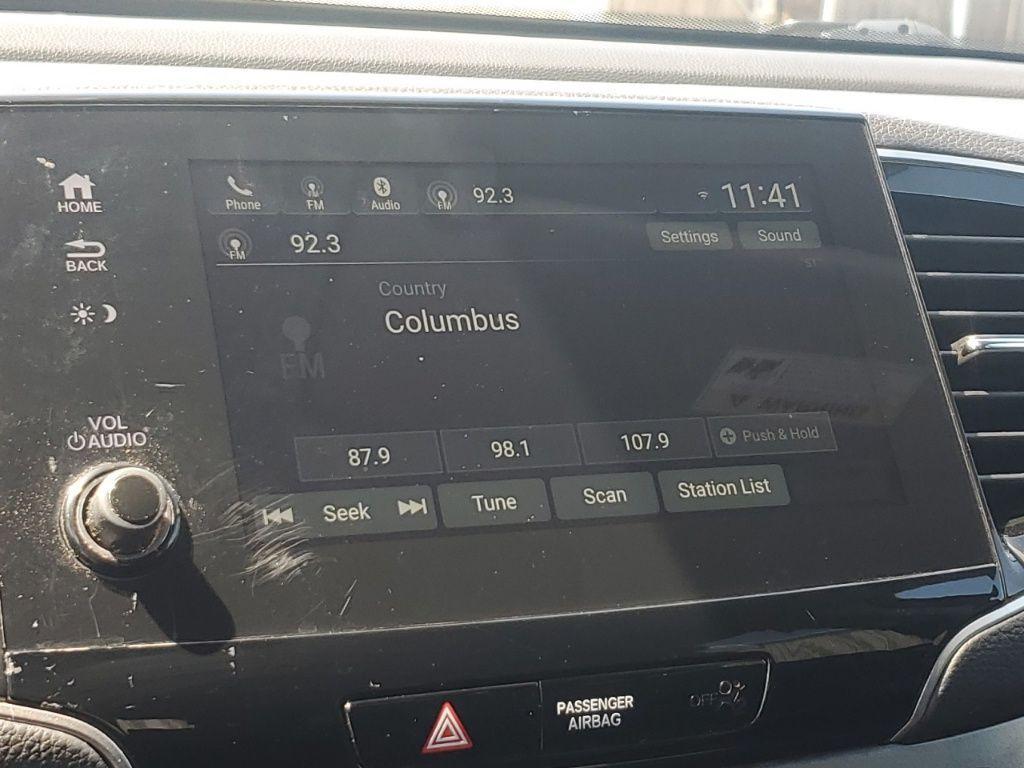 HOME
BACK
VOL
AUDIO
Phone
FM
Audio
FM
92.3
11:41
FM
92.3
Settings
Sound
ST
Country
Columbus
FM
87.9
98.1
107.9
Push & Hold
Seek
Tune
Scan
Station List
PASSENGER
AIRBAG
OFF